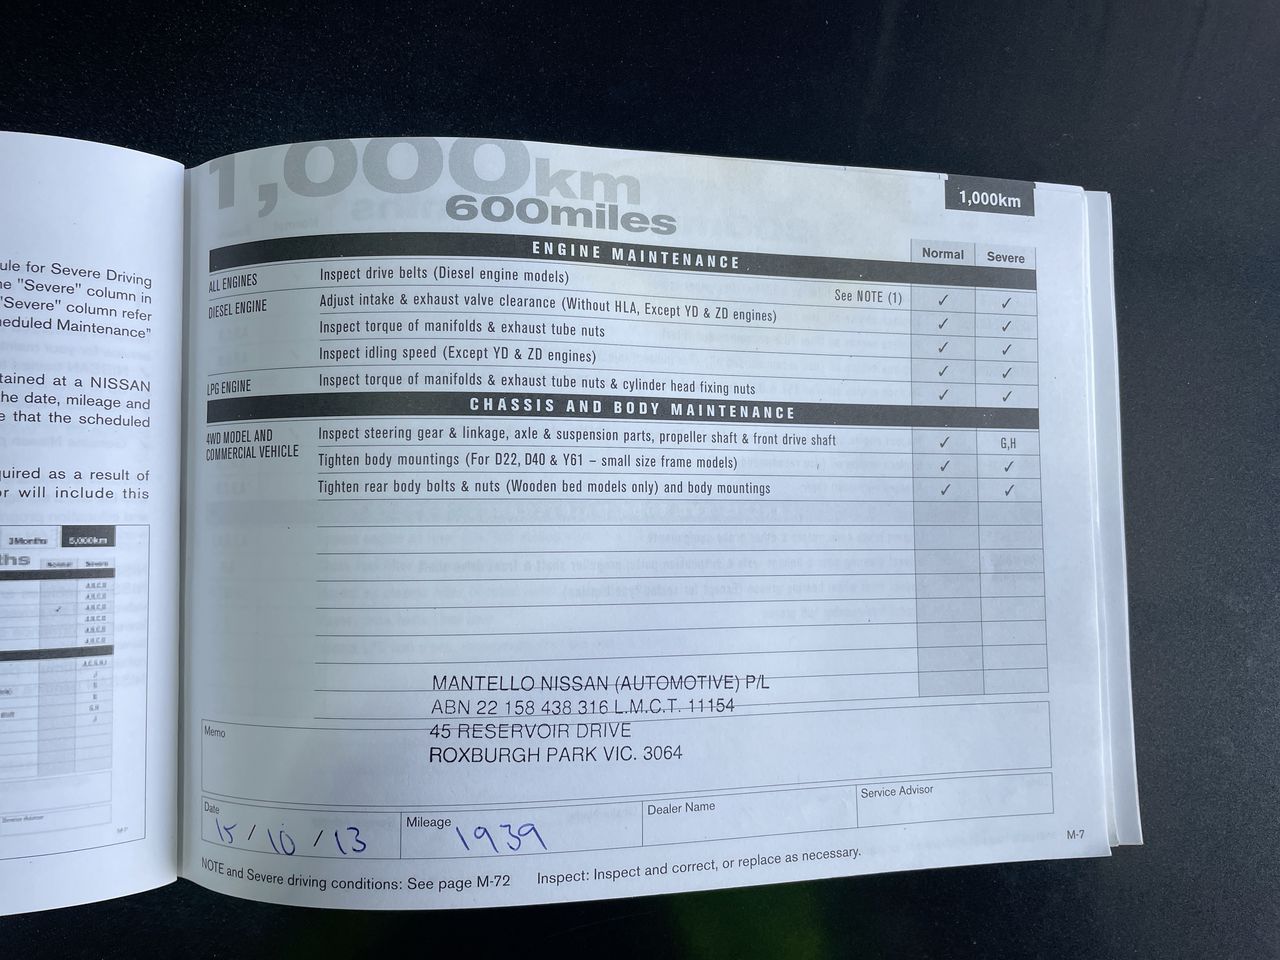 1,000km
600miles
1,000km
ENGINE MAINTENANCE
Normal
Severe
ALL ENGINES
Inspect drive belts (Diesel engine models)
See NOTE (1)
✓ ✓
DIESEL ENGINE
Adjust intake & exhaust valve clearance (Without HLA, Except YD & ZD engines)
✓ ✓
Inspect torque of manifolds & exhaust tube nuts
✓ ✓
Inspect idling speed (Except YD & ZD engines)
✓ ✓
LPG ENGINE
Inspect torque of manifolds & exhaust tube nuts & cylinder head fixing nuts
✓ ✓
CHASSIS AND BODY MAINTENANCE
4WD MODEL AND
COMMERCIAL VEHICLE
Inspect steering gear & linkage, axle & suspension parts, propeller shaft & front drive shaft
✓ G,H
Tighten body mountings (For D22, D40 & Y61 – small size frame models)
✓ ✓
Tighten rear body bolts & nuts (Wooden bed models only) and body mountings
✓ ✓
MANTELLO NISSAN (AUTOMOTIVE) P/L
ABN 22 158 438 316 L.M.C.T. 11154
45 RESERVOIR DRIVE
ROXBURGH PARK VIC. 3064
Memo
Date
15/10/13
Mileage
1939
Dealer Name
Service Advisor
NOTE and Severe driving conditions: See page M-72
Inspect: Inspect and correct, or replace as necessary.
M-7
ule for Severe Driving
e "Severe" column in
"Severe" column refer
eduled Maintenance"
tained at a NISSAN
he date, mileage and
e that the scheduled
quired as a result of
or will include this
3Months
5,000km
ths
Normal
Severe